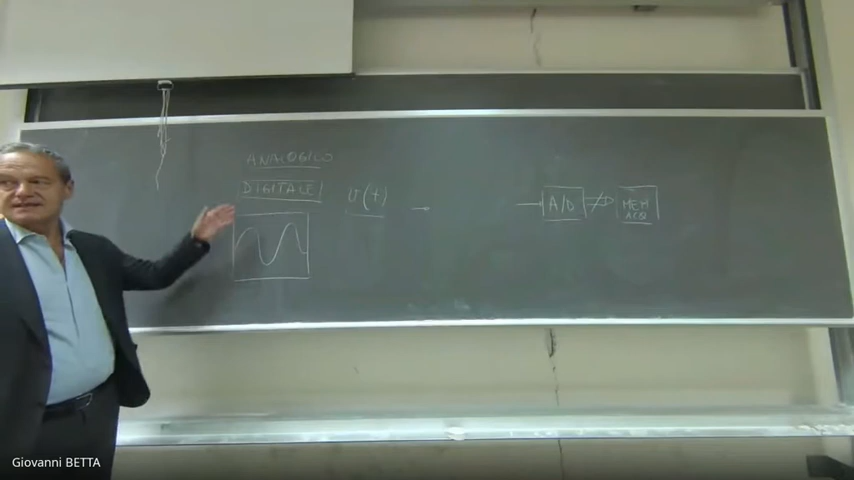 ANALOGICO
DIGITALE
v(t)
A/D
MEM
ACQ
Giovanni BETTA